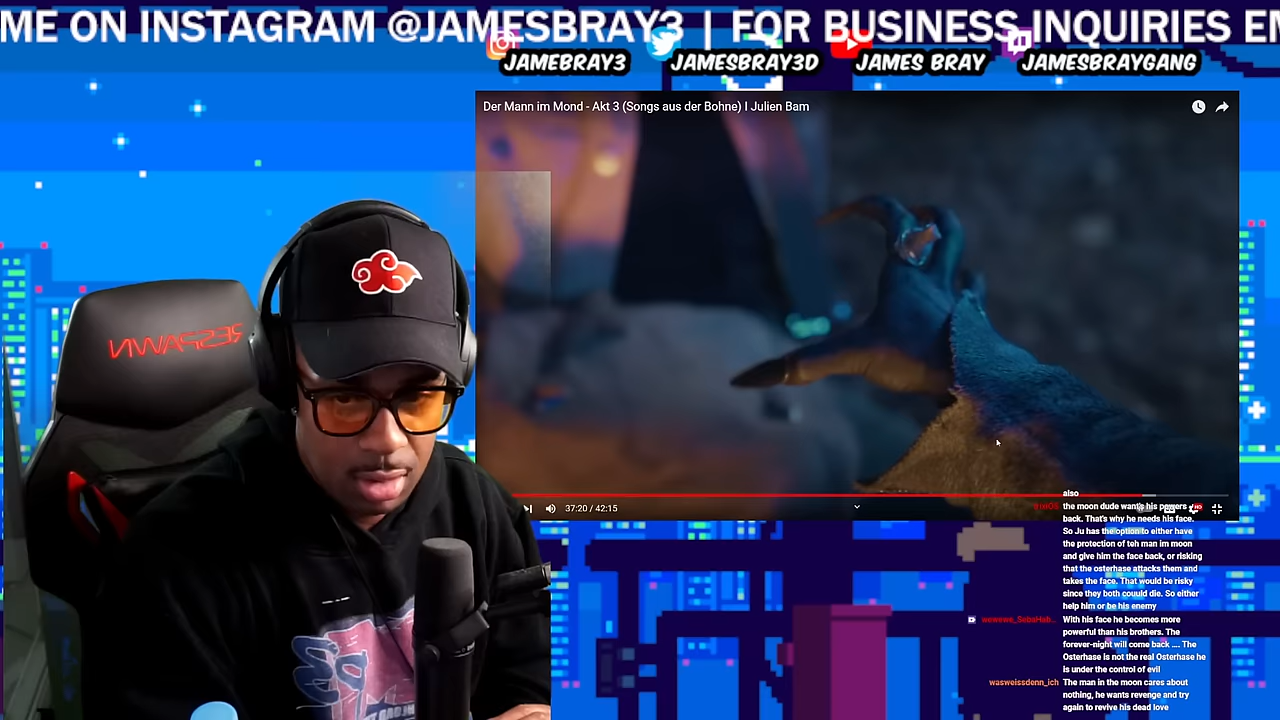 ME ON INSTAGRAM @JAMESBRAY3 | FOR BUSINESS INQUIRIES EM
JAMEBRAY3
JAMESBRAY3D
JAMES BRAY
JAMESBRAYGANG
Der Mann im Mond - Akt 3 (Songs aus der Bohne) I Julien Bam
RESPAWN
37:20 / 42:15
also
the moon dude wants his powers
back. That's why he needs his face.
So Ju has the option to either have
the protection of teh man im moon
and give him the face back, or risking
that the osterhase attacks them and
takes the face. That would be risky
since they both couuld die. So either
help him or be his enemy
With his face he becomes more
powerful than his brothers. The
forever-night will come back .... The
Osterhase is not the real Osterhase he
is under the control of evil
wasweissdenn_ich The man in the moon cares about
nothing, he wants revenge and try
again to revive his dead love